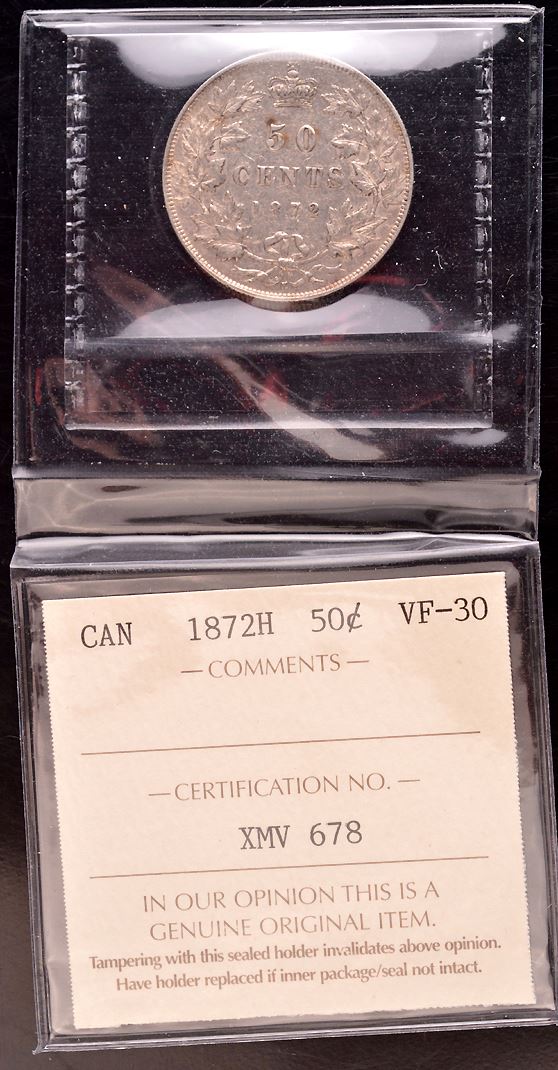 50
CENTS
1872
CAN 1872H 50¢ VF-30
— COMMENTS —
— CERTIFICATION NO. —
XMV 678
IN OUR OPINION THIS IS A
GENUINE ORIGINAL ITEM.
Tampering with this sealed holder invalidates above opinion.
Have holder replaced if inner package/seal not intact.